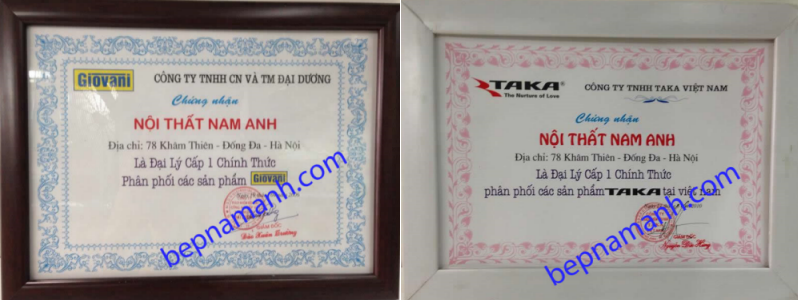 Giovani
CÔNG TY TNHH CN VÀ TM ĐẠI DƯƠNG
Chứng nhận
NỘI THẤT NAM ANH
Địa chỉ: 78 Khâm Thiên - Đống Đa - Hà Nội
Là Đại Lý Cấp 1 Chính Thức
Phân phối các sản phẩm Giovani
GIÁM ĐỐC
bepnamanh.com
TAKA®
The Nurture of Love
CÔNG TY TNHH TAKA VIỆT NAM
Chứng nhận
NỘI THẤT NAM ANH
Địa chỉ: 78 Khâm Thiên - Đống Đa - Hà Nội
Là Đại Lý Cấp 1 Chính Thức
phân phối các sản phẩm TAKA tại việt nam
bepnamanh.com